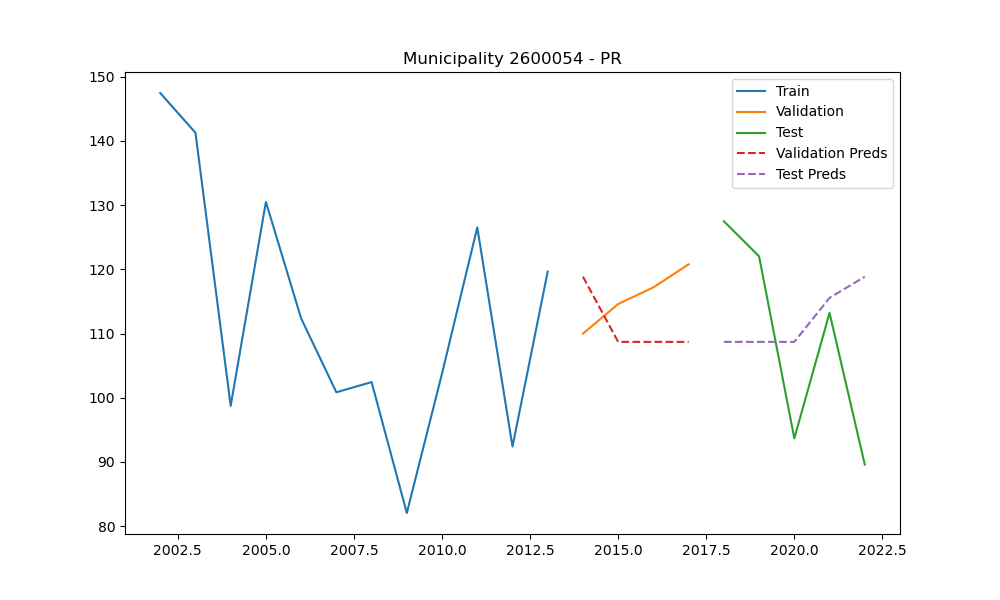 Municipality 2600054 - PR
150
140
130
120
110
100
90
80
2002.5 2005.0 2007.5 2010.0 2012.5 2015.0 2017.5 2020.0 2022.5
Train
Validation
Test
Validation Preds
Test Preds